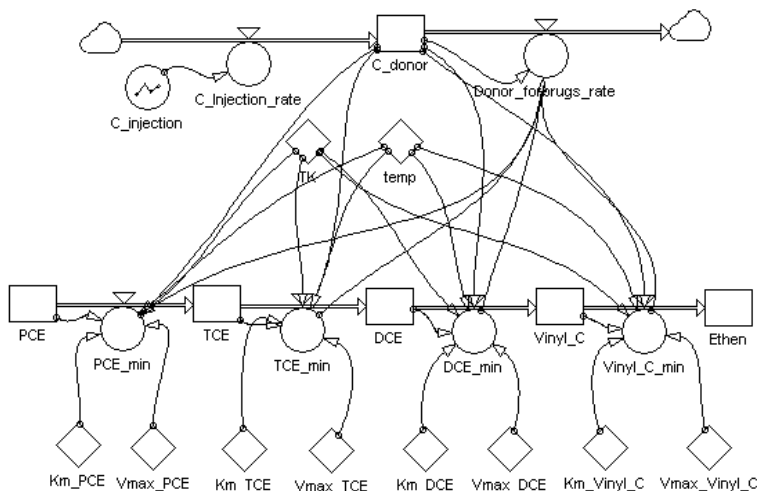 C_donor
C_Injection_rate
Donor_forbrugs_rate
C_injection
TK
temp
PCE
TCE
DCE
Vinyl_C
Ethen
PCE_min
TCE_min
DCE_min
Vinyl_C_min
Km_PCE
Vmax_PCE
Km_TCE
Vmax_TCE
Km_DCE
Vmax_DCE
Km_Vinyl_C
Vmax_Vinyl_C